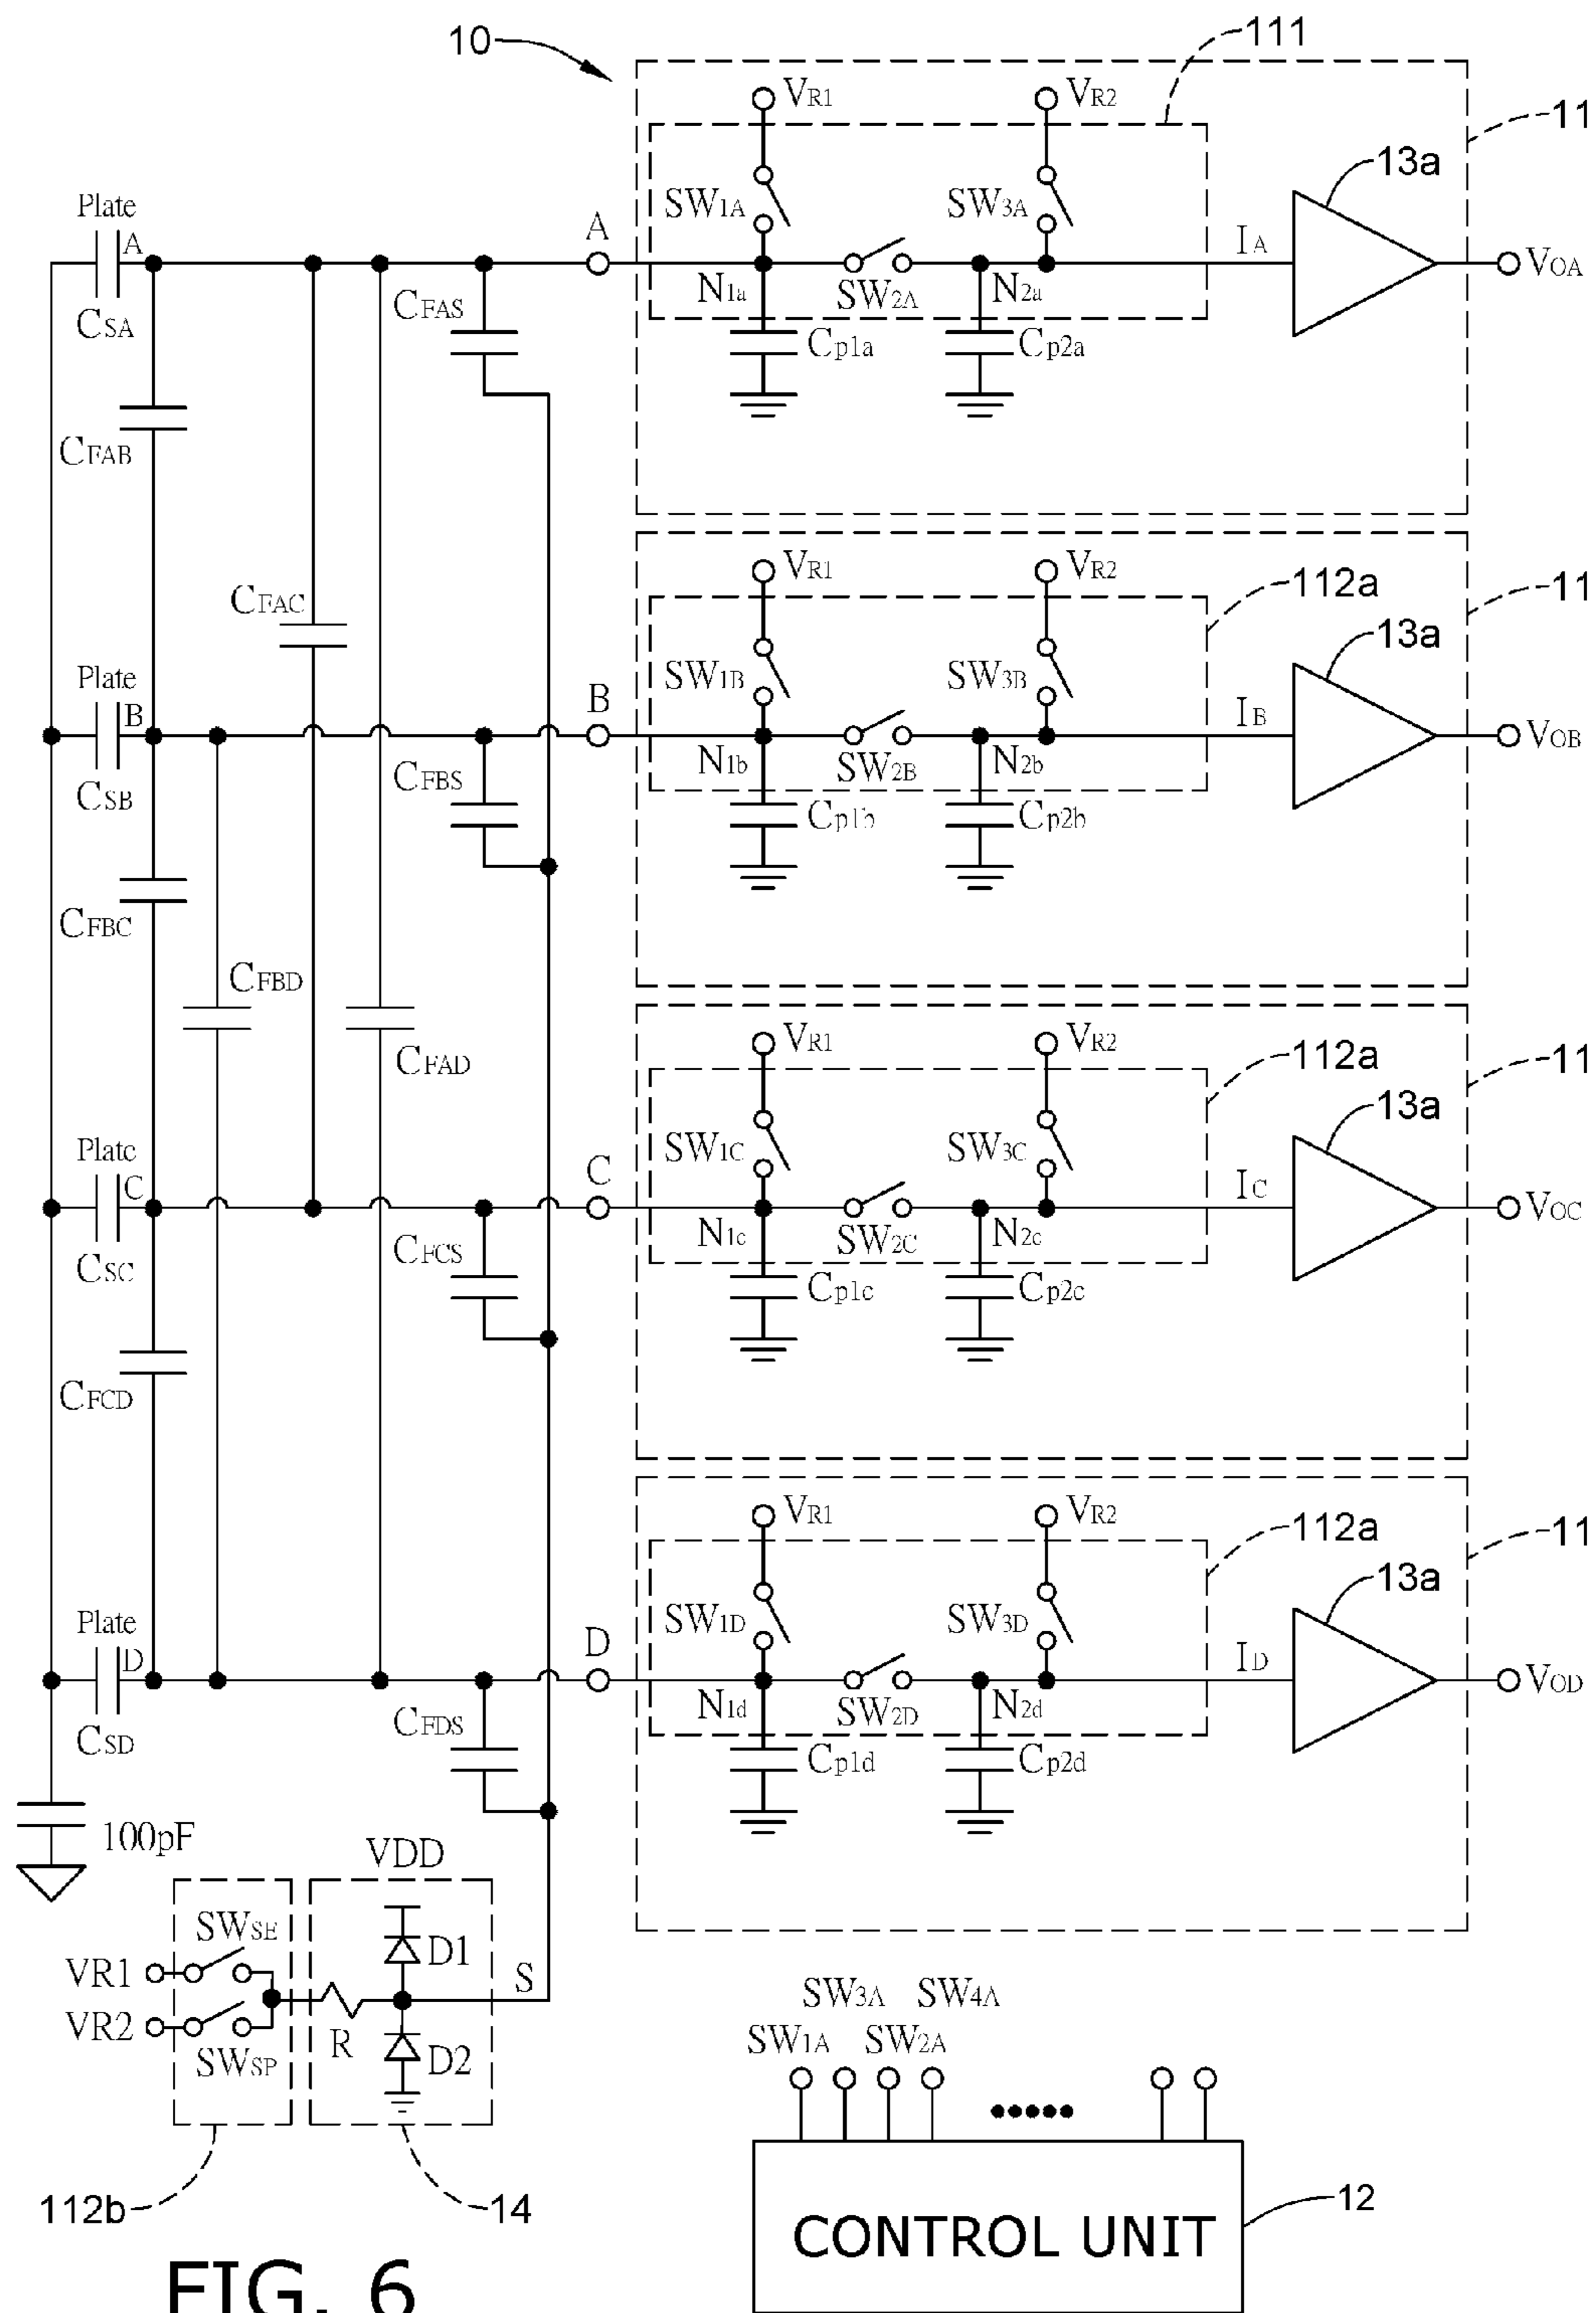 10
111
VR1
VR2
11
13a
Plate
A
SW1A
SW3A
A
IA
VOA
CSA
CFAS
N1a
SW2A
N2a
Cp1a
Cp2a
CFAB
VR1
VR2
11
112a
13a
CFAC
Plate
B
SW1B
SW3B
B
IB
VOB
CSB
CFBS
N1b
SW2B
N2b
Cp1b
Cp2b
CFBC
CFBD
CFAD
VR1
VR2
11
112a
13a
Platc
C
SW1C
SW3C
C
IC
VOC
CSC
CFCS
N1c
SW2C
N2c
Cp1c
Cp2c
CFCD
VR1
VR2
11
112a
13a
Plate
D
SW1D
SW3D
D
ID
VOD
CSD
CFDS
N1d
SW2D
N2d
Cp1d
Cp2d
100pF
VDD
SWSE
D1
VR1
S
VR2
R
SWSP
D2
SW3A SW4A
SW1A SW2A
112b
14
12
CONTROL UNIT
FIG. 6